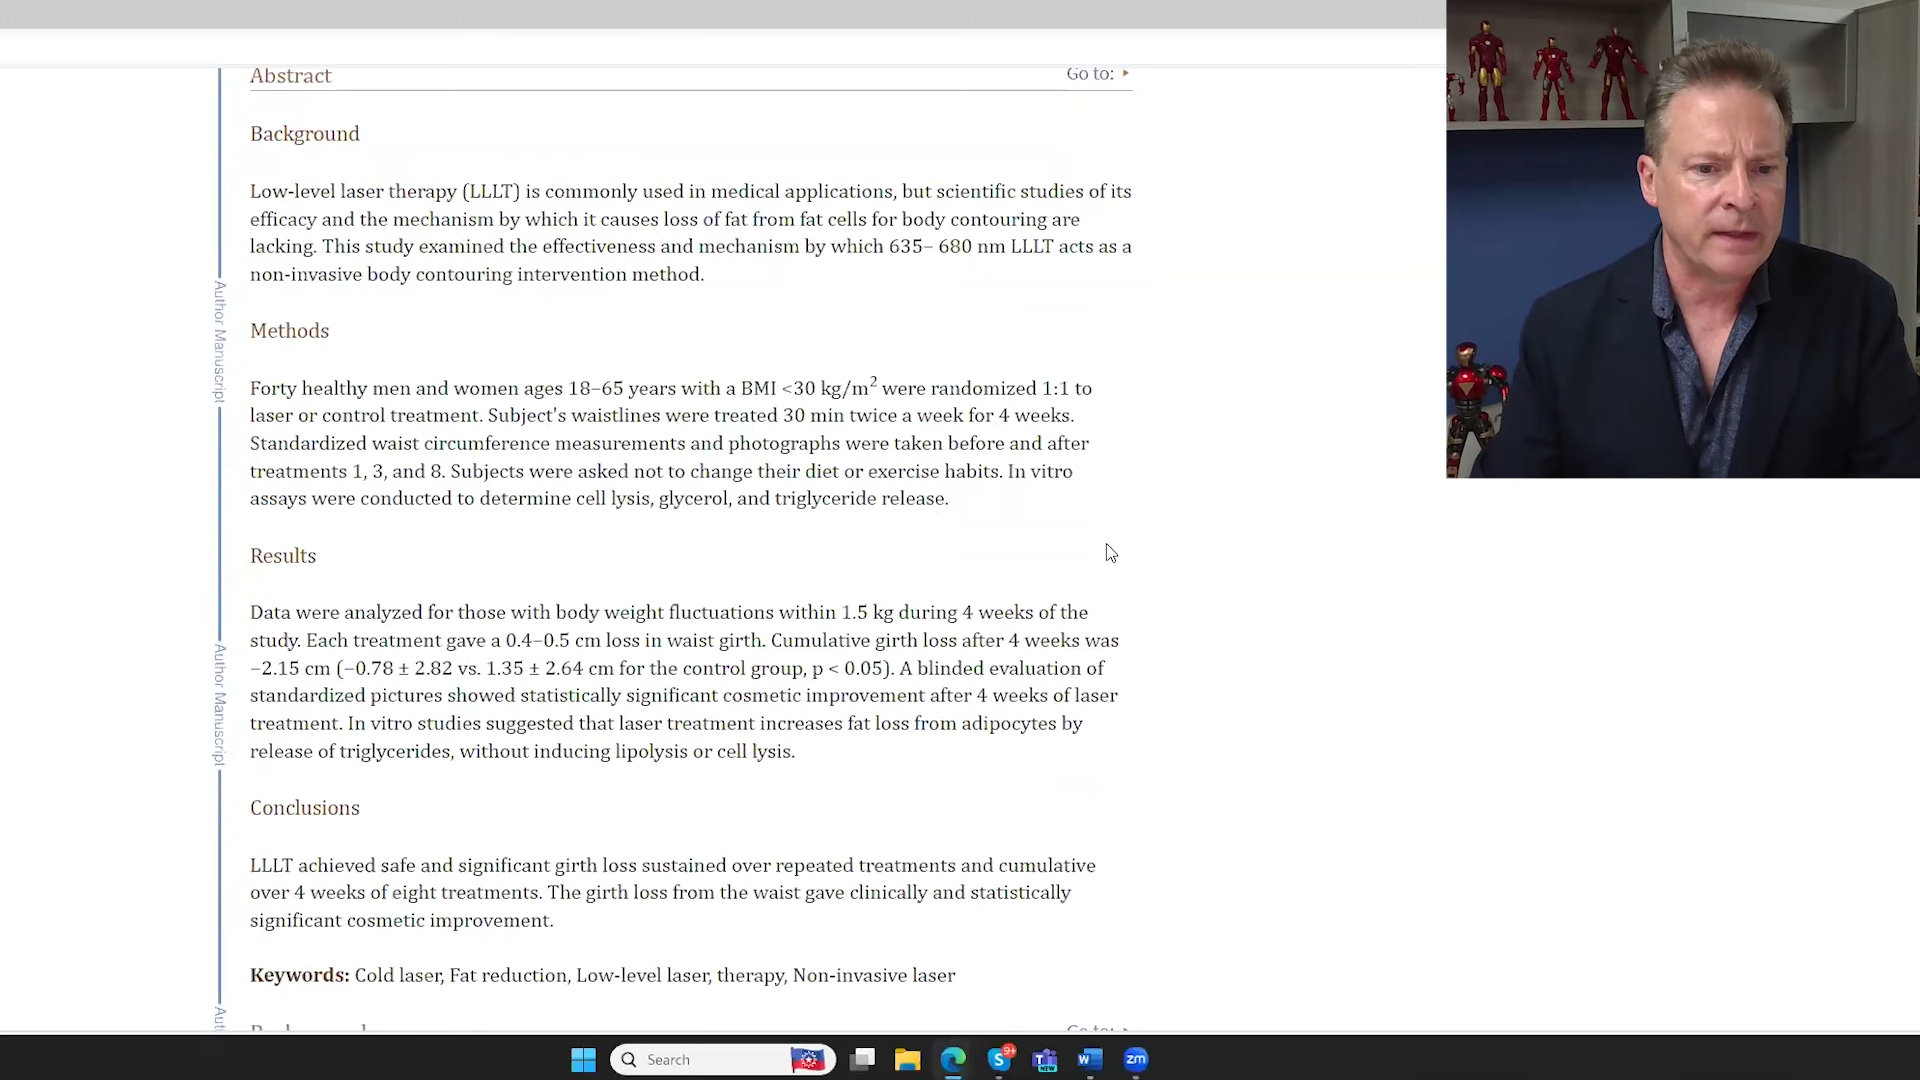 Abstract
Go to:
Background
Low-level laser therapy (LLLT) is commonly used in medical applications, but scientific studies of its
efficacy and the mechanism by which it causes loss of fat from fat cells for body contouring are
lacking. This study examined the effectiveness and mechanism by which 635– 680 nm LLLT acts as a
non-invasive body contouring intervention method.
Methods
Forty healthy men and women ages 18–65 years with a BMI <30 kg/m² were randomized 1:1 to
laser or control treatment. Subject's waistlines were treated 30 min twice a week for 4 weeks.
Standardized waist circumference measurements and photographs were taken before and after
treatments 1, 3, and 8. Subjects were asked not to change their diet or exercise habits. In vitro
assays were conducted to determine cell lysis, glycerol, and triglyceride release.
Results
Data were analyzed for those with body weight fluctuations within 1.5 kg during 4 weeks of the
study. Each treatment gave a 0.4–0.5 cm loss in waist girth. Cumulative girth loss after 4 weeks was
−2.15 cm (−0.78 ± 2.82 vs. 1.35 ± 2.64 cm for the control group, p < 0.05). A blinded evaluation of
standardized pictures showed statistically significant cosmetic improvement after 4 weeks of laser
treatment. In vitro studies suggested that laser treatment increases fat loss from adipocytes by
release of triglycerides, without inducing lipolysis or cell lysis.
Conclusions
LLLT achieved safe and significant girth loss sustained over repeated treatments and cumulative
over 4 weeks of eight treatments. The girth loss from the waist gave clinically and statistically
significant cosmetic improvement.
Keywords: Cold laser, Fat reduction, Low-level laser, therapy, Non-invasive laser
Author Manuscript
Author Manuscript
Search
S
9+
T
NEW
W
zm